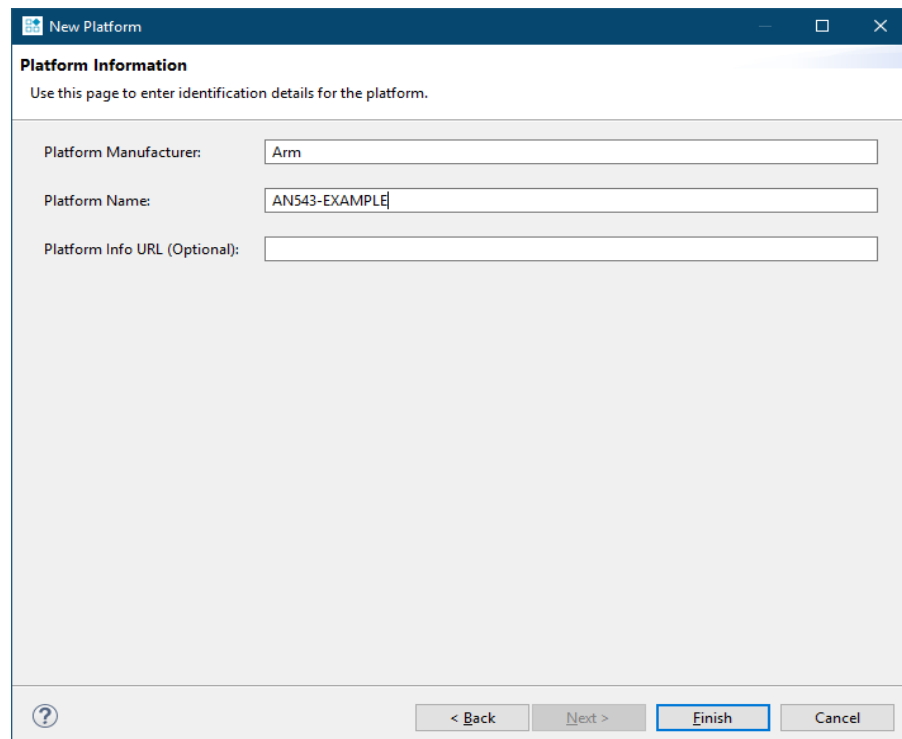 New Platform
Platform Information
Use this page to enter identification details for the platform.
Platform Manufacturer: Arm
Platform Name: AN543-EXAMPLE
Platform Info URL (Optional):
? < Back Next > Finish Cancel